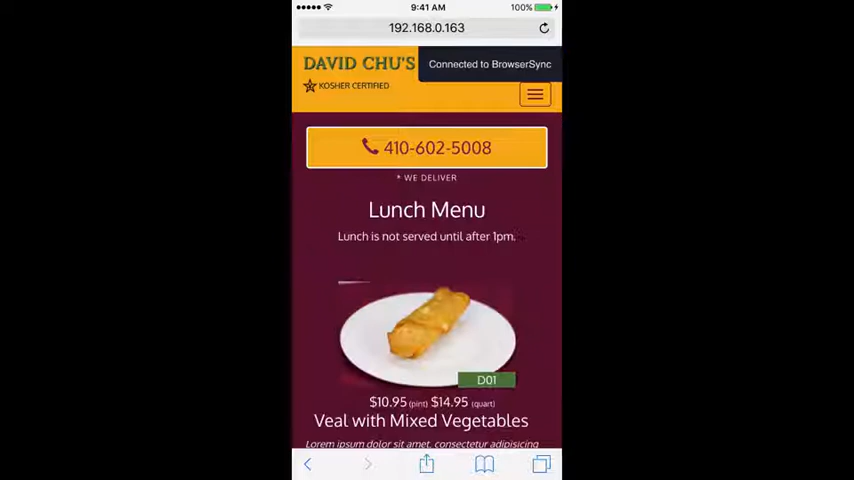 9:41 AM
100%
192.168.0.163
DAVID CHU'S
Connected to BrowserSync
KOSHER CERTIFIED
410-602-5008
* WE DELIVER
Lunch Menu
Lunch is not served until after 1pm.
D01
$10.95 (pint) $14.95 (quart)
Veal with Mixed Vegetables
Lorem ipsum dolor sit amet, consectetur adipisicing